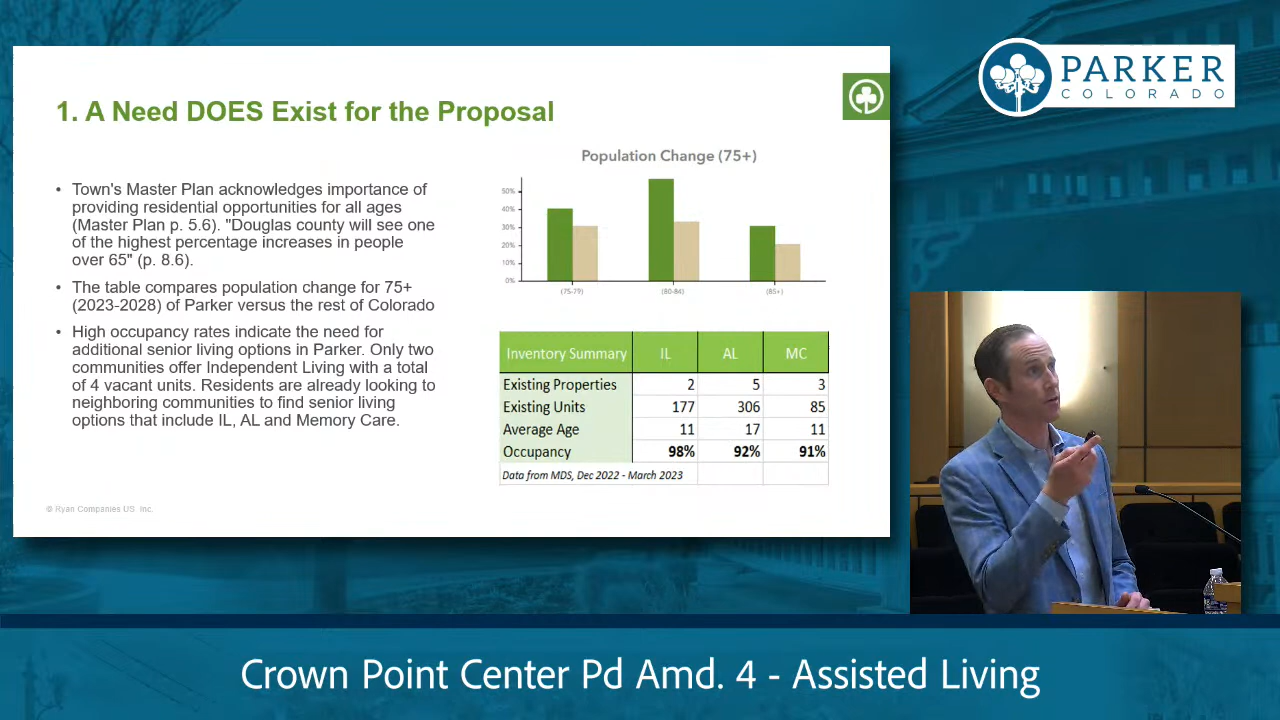 PARKER
COLORADO
1. A Need DOES Exist for the Proposal
• Town's Master Plan acknowledges importance of
providing residential opportunities for all ages
(Master Plan p. 5.6). "Douglas county will see one
of the highest percentage increases in people
over 65" (p. 8.6).
• The table compares population change for 75+
(2023-2028) of Parker versus the rest of Colorado
• High occupancy rates indicate the need for
additional senior living options in Parker. Only two
communities offer Independent Living with a total
of 4 vacant units. Residents are already looking to
neighboring communities to find senior living
options that include IL, AL and Memory Care.
© Ryan Companies US Inc.
Population Change (75+)
50%
40%
30%
20%
10%
0%
(75-79) (80-84) (85+)
Inventory Summary IL AL MC
Existing Properties 2 5 3
Existing Units 177 306 85
Average Age 11 17 11
Occupancy 98% 92% 91%
Data from MDS, Dec 2022 - March 2023
Crown Point Center Pd Amd. 4 - Assisted Living